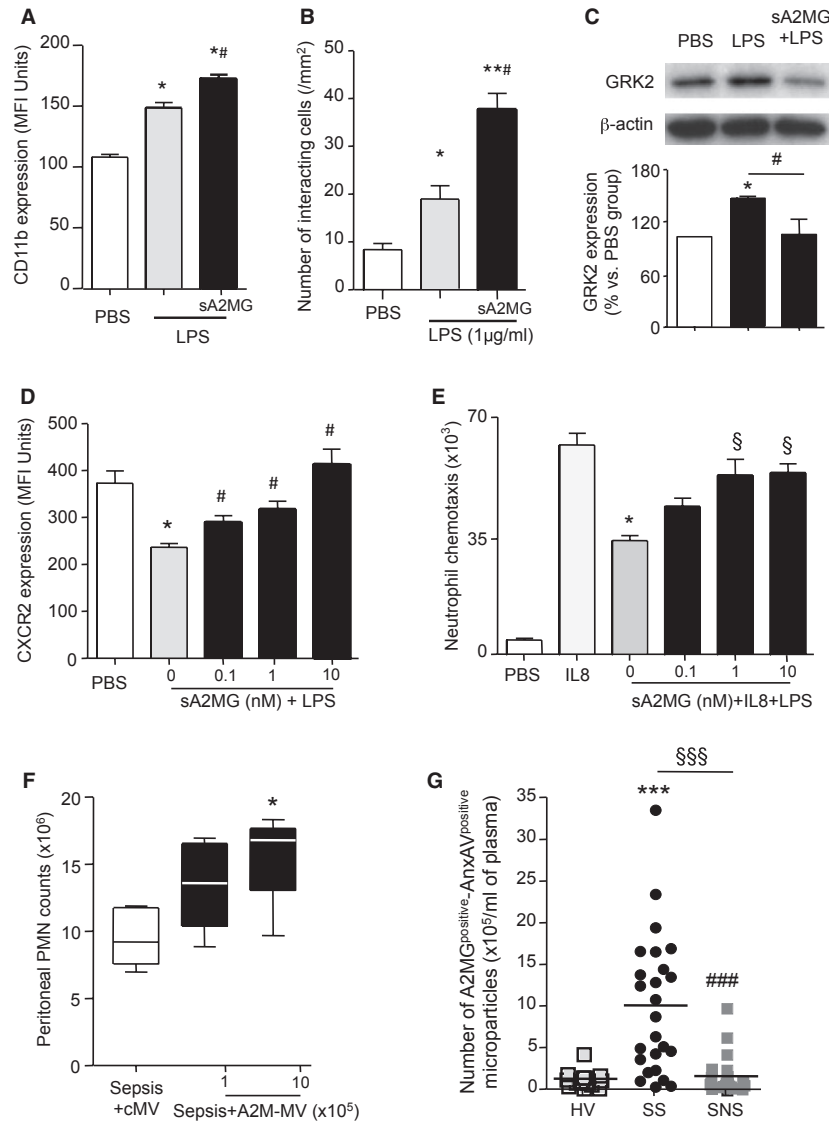 A
CD11b expression (MFI Units)
200
150
100
50
0
*
*#
PBS
sA2MG
LPS
B
Number of interacting cells (/mm²)
50
40
30
20
10
0
*
**#
PBS
sA2MG
LPS (1µg/ml)
C
PBS
LPS
sA2MG
+LPS
GRK2
β-actin
GRK2 expression
(% vs. PBS group)
180
120
60
0
*
#
D
CXCR2 expression (MFI Units)
500
400
300
200
400
0
*
#
#
#
PBS
0
0.1
1
10
sA2MG (nM) + LPS
E
Neutrophil chemotaxis (x10³)
70
35
0
*
§
§
PBS
IL8
0
0.1
1
10
sA2MG (nM)+IL8+LPS
F
Peritoneal PMN counts (x10⁶)
20
15
10
5
0
*
Sepsis
+cMV
1
10
Sepsis+A2M-MV (x10⁵)
G
Number of A2MGpositive-AnxAVpositive
microparticles (x10⁵/ml of plasma)
35
30
25
20
15
10
5
0
§§§
***
###
HV
SS
SNS